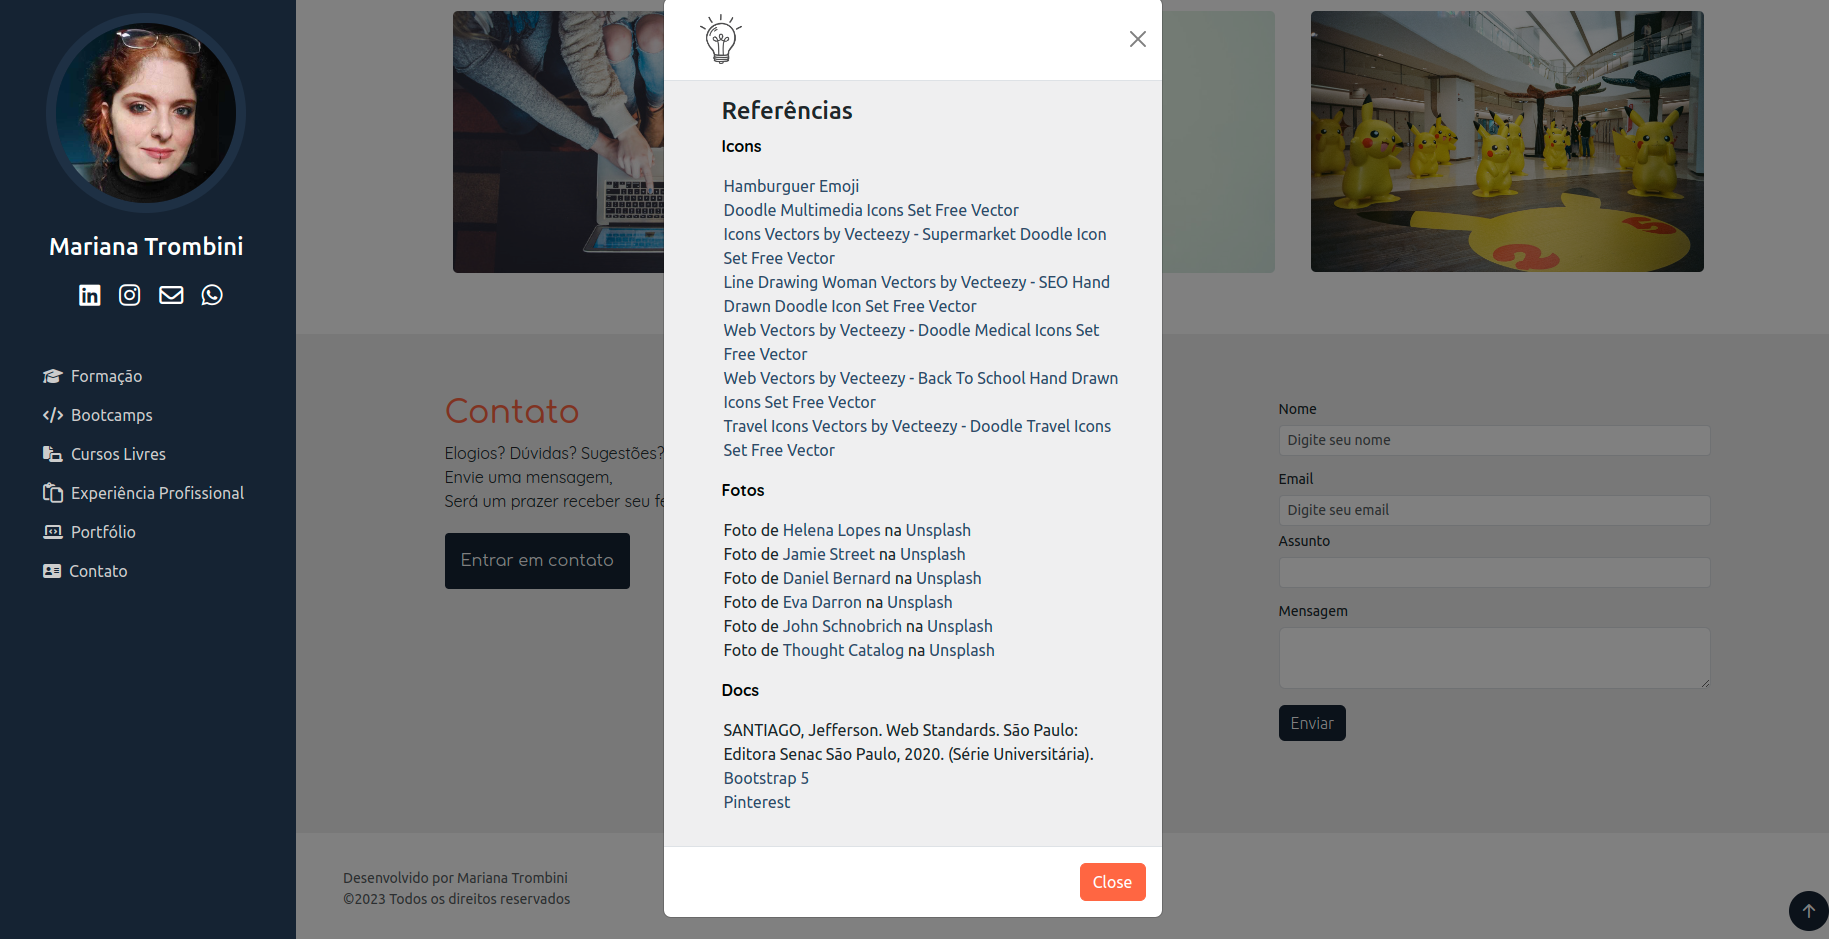 Mariana Trombini
Formação
Bootcamps
Cursos Livres
Experiência Profissional
Portfólio
Contato
Referências
Icons
Hamburguer Emoji
Doodle Multimedia Icons Set Free Vector
Icons Vectors by Vecteezy - Supermarket Doodle Icon
Set Free Vector
Line Drawing Woman Vectors by Vecteezy - SEO Hand
Drawn Doodle Icon Set Free Vector
Web Vectors by Vecteezy - Doodle Medical Icons Set
Free Vector
Web Vectors by Vecteezy - Back To School Hand Drawn
Icons Set Free Vector
Travel Icons Vectors by Vecteezy - Doodle Travel Icons
Set Free Vector
Fotos
Foto de Helena Lopes na Unsplash
Foto de Jamie Street na Unsplash
Foto de Daniel Bernard na Unsplash
Foto de Eva Darron na Unsplash
Foto de John Schnobrich na Unsplash
Foto de Thought Catalog na Unsplash
Docs
SANTIAGO, Jefferson. Web Standards. São Paulo:
Editora Senac São Paulo, 2020. (Série Universitária).
Bootstrap 5
Pinterest
Close
Contato
Elogios? Dúvidas? Sugestões?
Envie uma mensagem,
Será um prazer receber seu
Entrar em contato
Nome
Digite seu nome
Email
Digite seu email
Assunto
Mensagem
Enviar
Desenvolvido por Mariana Trombini
©2023 Todos os direitos reservados